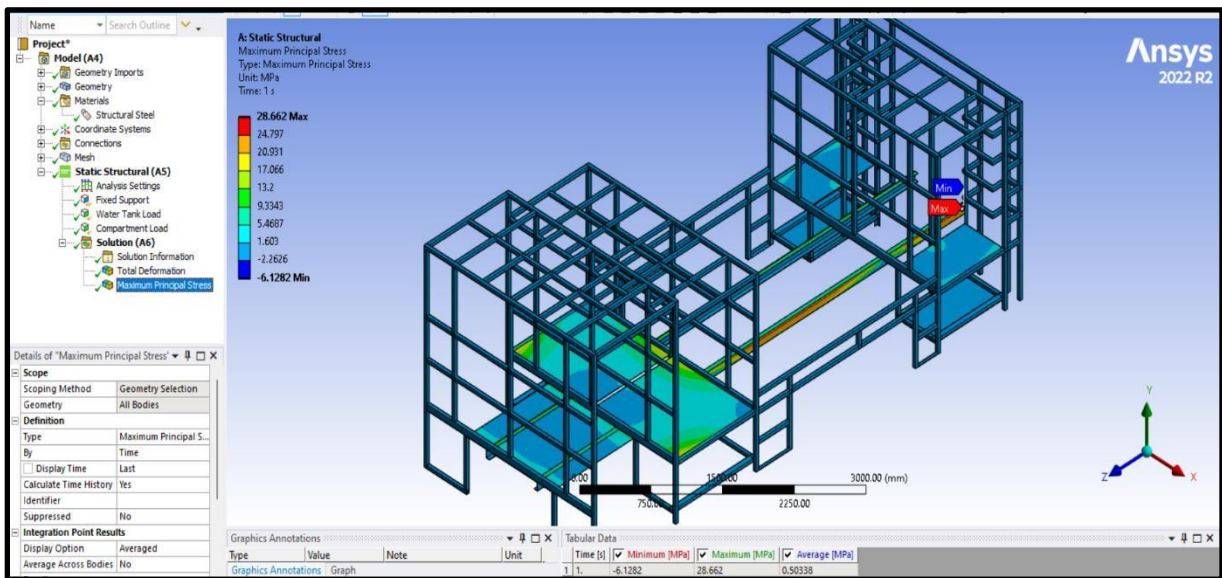 Name
Search Outline
Project*
Model (A4)
Geometry Imports
Geometry
Materials
Structural Steel
Coordinate Systems
Connections
Mesh
Static Structural (A5)
Analysis Settings
Fixed Support
Water Tank Load
Compartment Load
Solution (A6)
Solution Information
Total Deformation
Maximum Principal Stress
Details of "Maximum Principal Stress'
Scope
Scoping Method Geometry Selection
Geometry All Bodies
Definition
Type Maximum Principal S...
By Time
Display Time Last
Calculate Time History Yes
Identifier
Suppressed No
Integration Point Results
Display Option Averaged
Average Across Bodies No
A: Static Structural
Maximum Principal Stress
Type: Maximum Principal Stress
Unit: MPa
Time: 1 s
28.662 Max
24.797
20.931
17.066
13.2
9.3343
5.4687
1.603
-2.2626
-6.1282 Min
Ansys
2022 R2
Min
Max
1500.00
3000.00 (mm)
2250.00
Y
Z
X
Graphics Annotations
Type Value Note Unit
Graphics Annotations Graph
Tabular Data
Time [s] Minimum [MPa] Maximum [MPa] Average [MPa]
1 1. -6.1282 28.662 0.50338